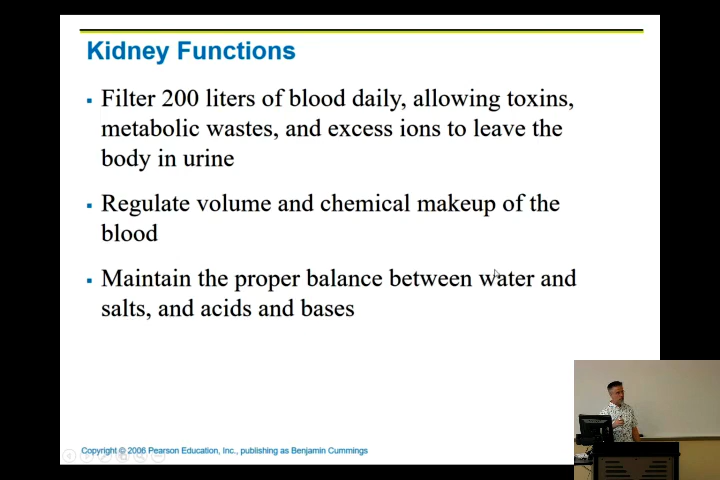 Kidney Functions
Filter 200 liters of blood daily, allowing toxins,
metabolic wastes, and excess ions to leave the
body in urine
Regulate volume and chemical makeup of the
blood
Maintain the proper balance between water and
salts, and acids and bases
Copyright © 2006 Pearson Education, Inc., publishing as Benjamin Cummings